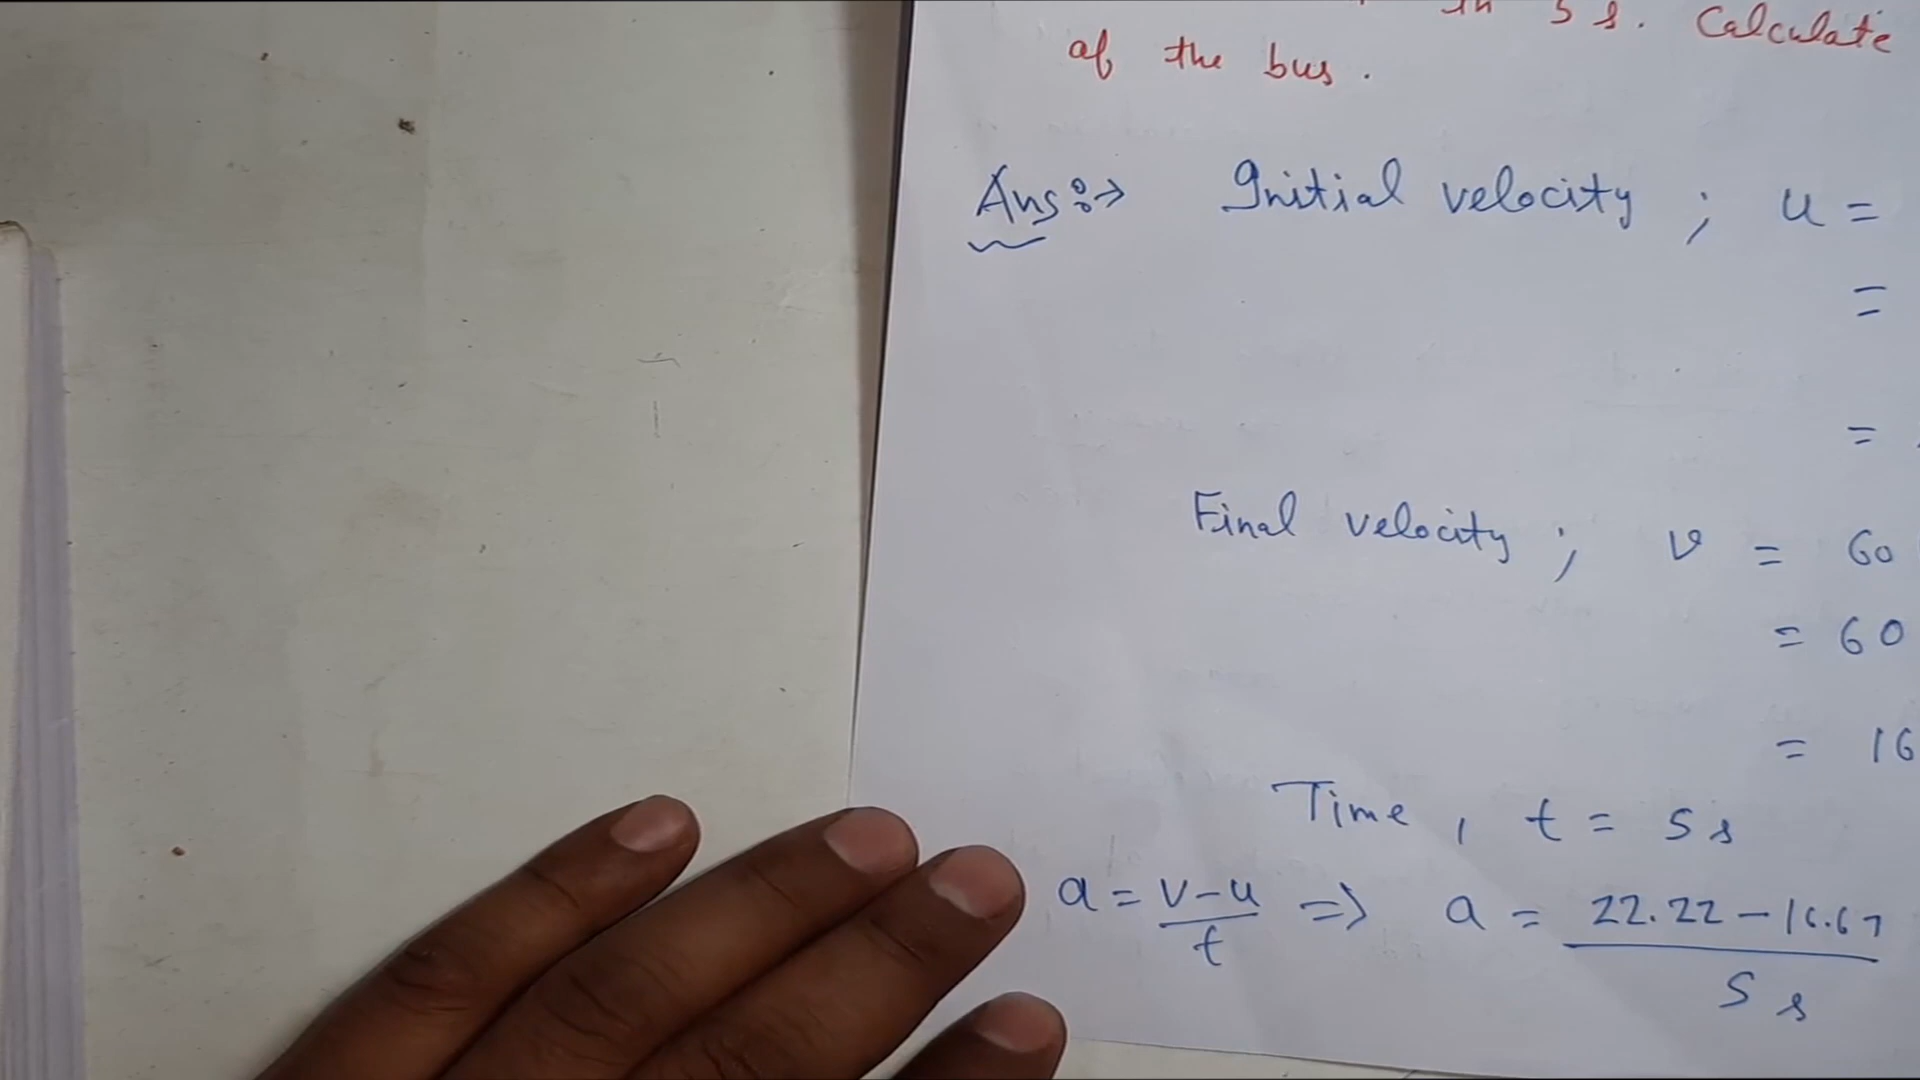 in 5 s. Calculate
of the bus.
Ans:→ Initial velocity ; u =
=
=
Final velocity ; v = 60
= 60
= 16
Time , t = 5 s
a = v-u/t => a = 22.22 - 16.67 / 5 s